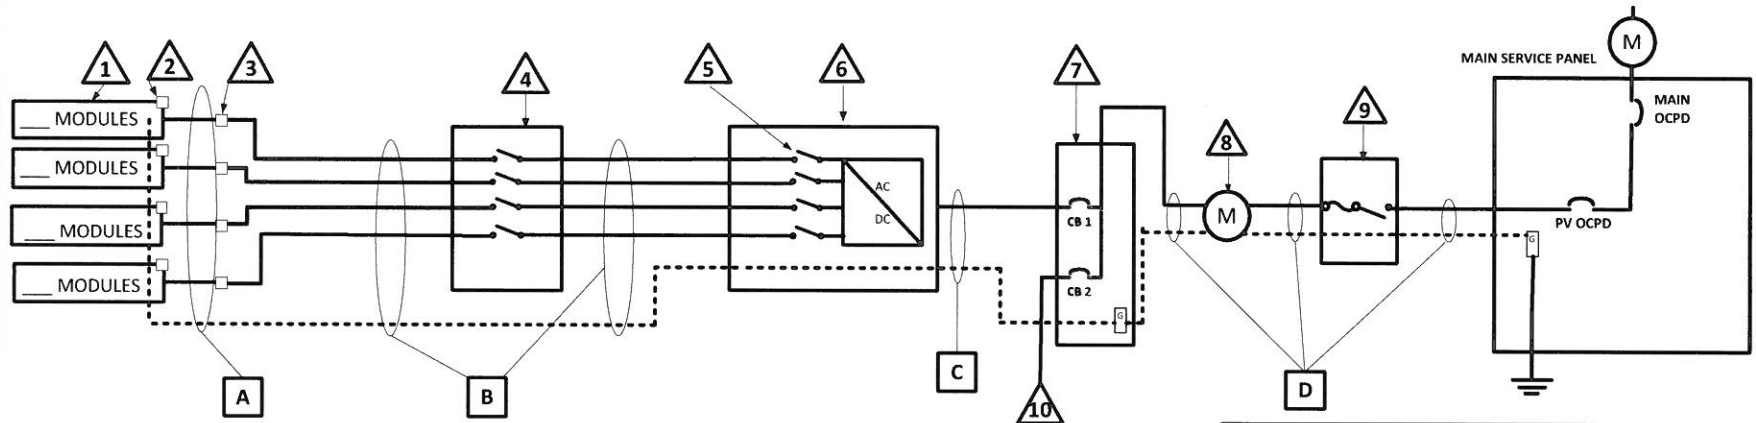 1
2
3
4
5
6
7
8
9
10
___ MODULES
___ MODULES
___ MODULES
___ MODULES
AC
DC
CB 1
CB 2
G
M
M
MAIN SERVICE PANEL
MAIN
OCPD
PV OCPD
G
A
B
C
D